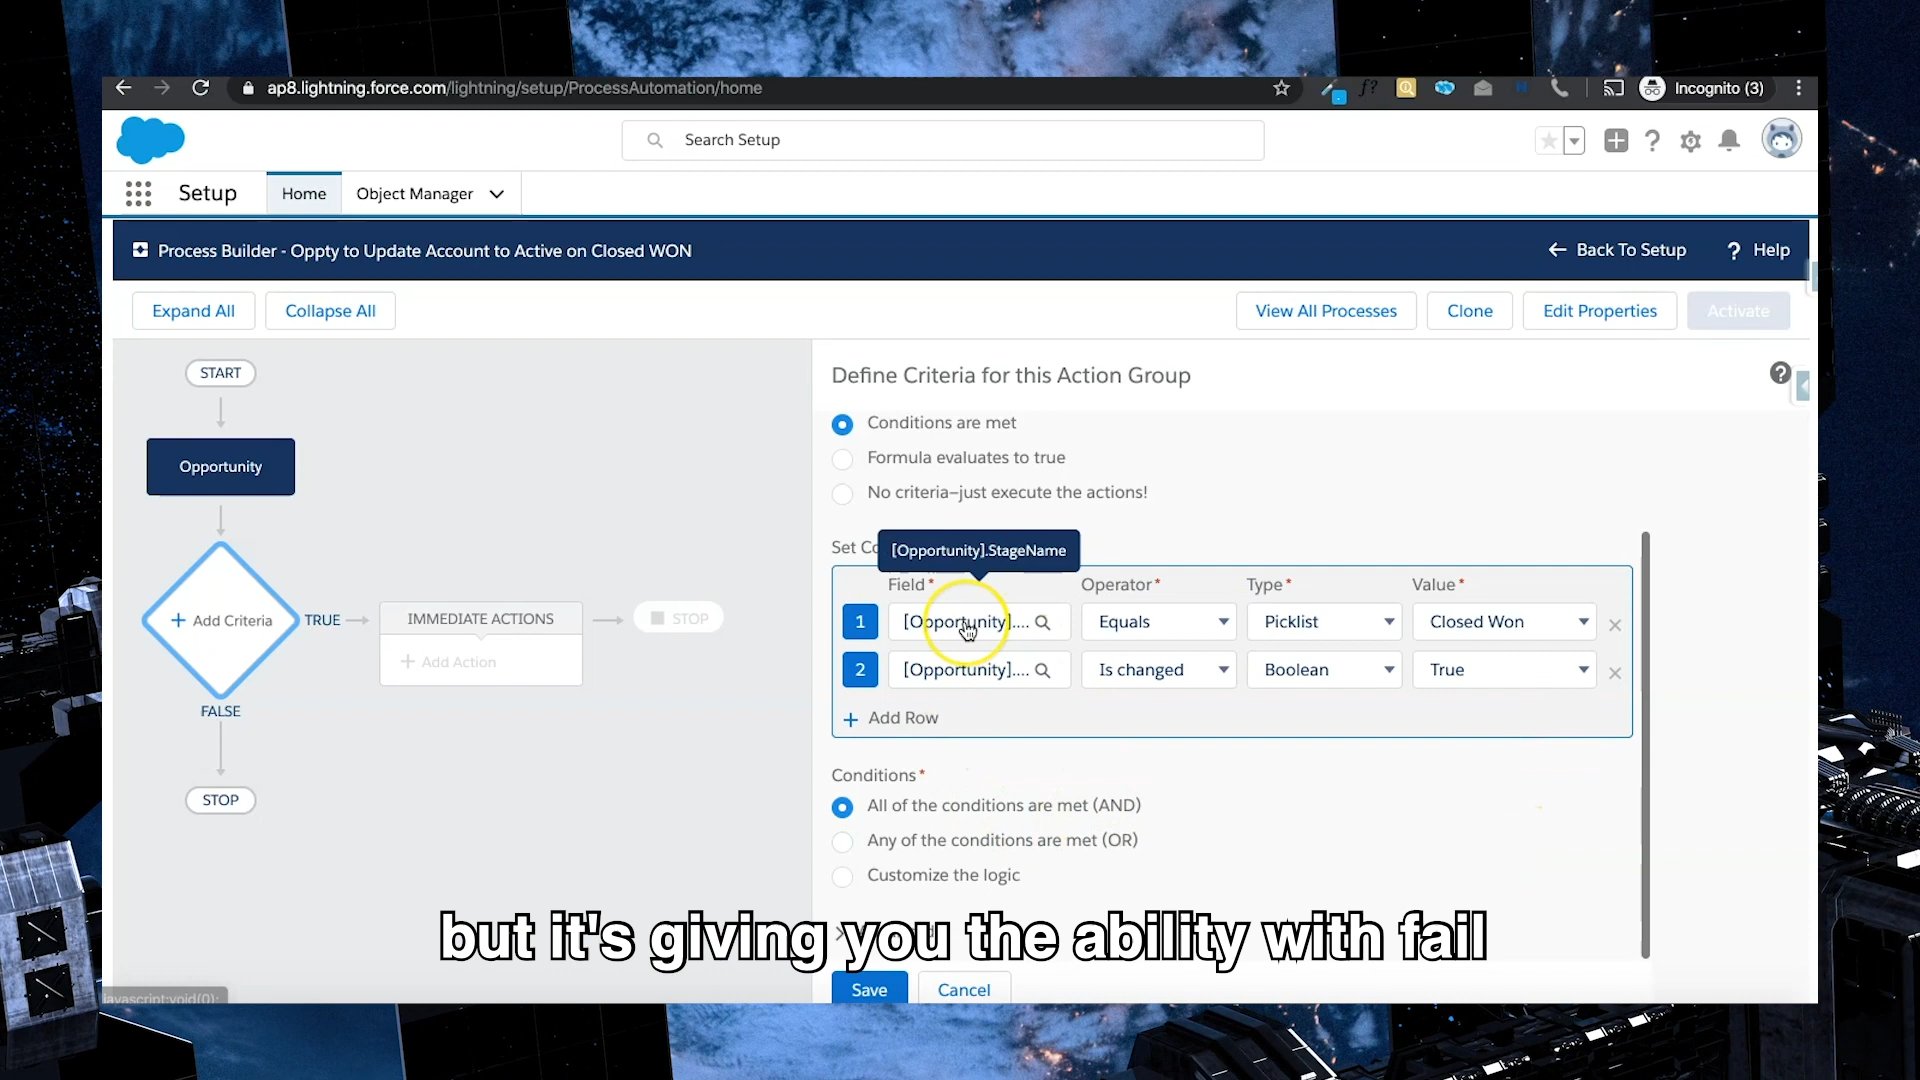 ap8.lightning.force.com/lightning/setup/ProcessAutomation/home
Incognito (3)
Search Setup
Setup
Home
Object Manager
Process Builder - Oppty to Update Account to Active on Closed WON
Back To Setup
? Help
Expand All
Collapse All
View All Processes
Clone
Edit Properties
Activate
START
Opportunity
+ Add Criteria
TRUE
IMMEDIATE ACTIONS
+ Add Action
STOP
FALSE
STOP
Define Criteria for this Action Group
Conditions are met
Formula evaluates to true
No criteria—just execute the actions!
Set Co
[Opportunity].StageName
Field*
Operator*
Type*
Value*
1 [Opportunity].... Equals Picklist Closed Won
2 [Opportunity].... Is changed Boolean True
+ Add Row
Conditions*
All of the conditions are met (AND)
Any of the conditions are met (OR)
Customize the logic
but it's giving you the ability with fail
Save
Cancel
javascript:void(0);